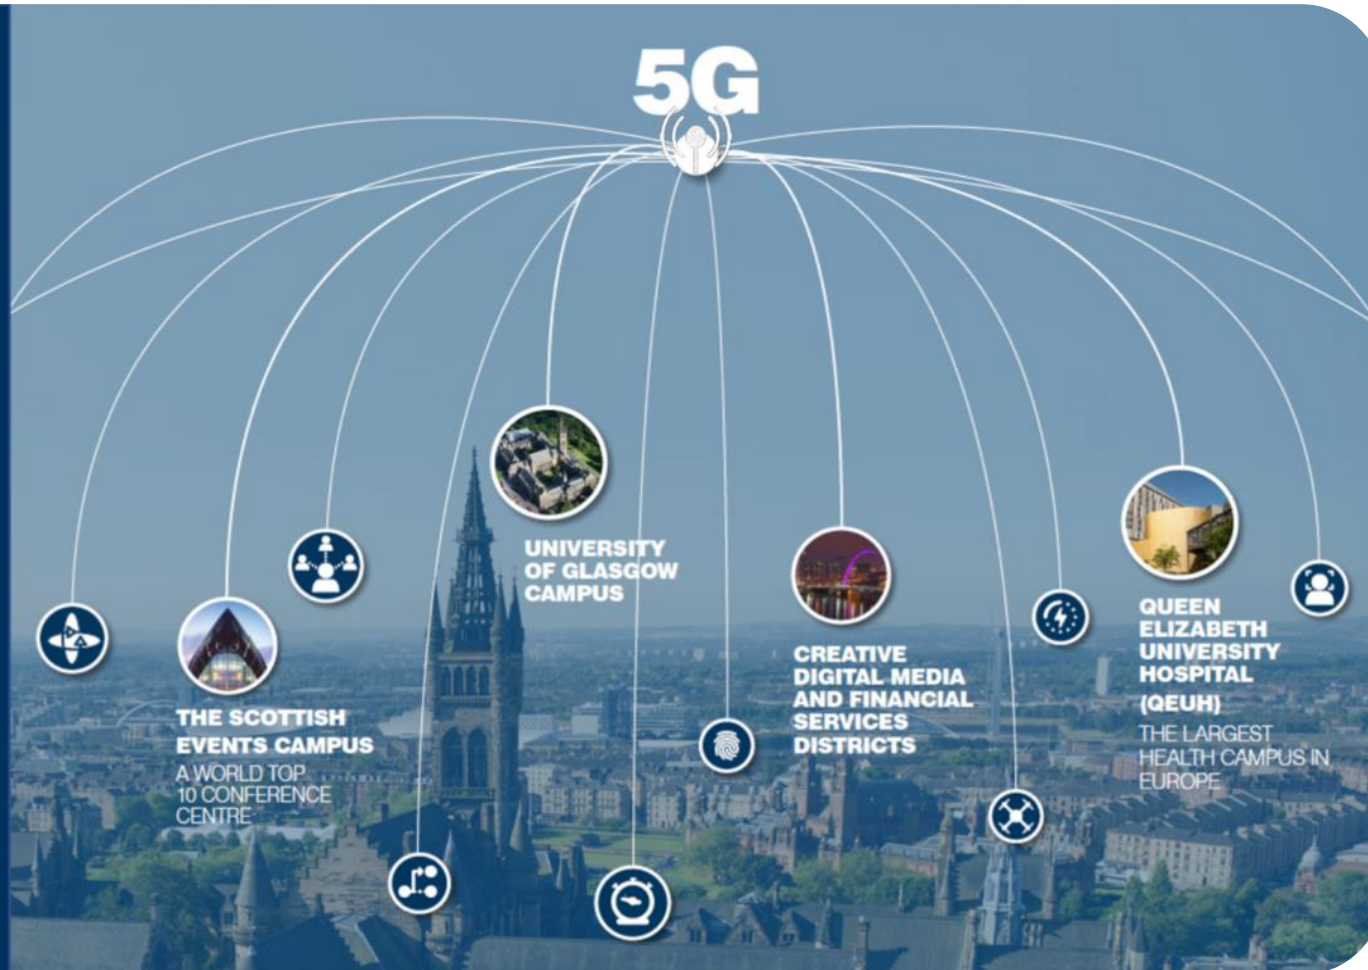 5G
UNIVERSITY
OF GLASGOW
CAMPUS
THE SCOTTISH
EVENTS CAMPUS
A WORLD TOP
10 CONFERENCE
CENTRE
CREATIVE
DIGITAL MEDIA
AND FINANCIAL
SERVICES
DISTRICTS
QUEEN
ELIZABETH
UNIVERSITY
HOSPITAL
(QEUH)
THE LARGEST
HEALTH CAMPUS IN
EUROPE